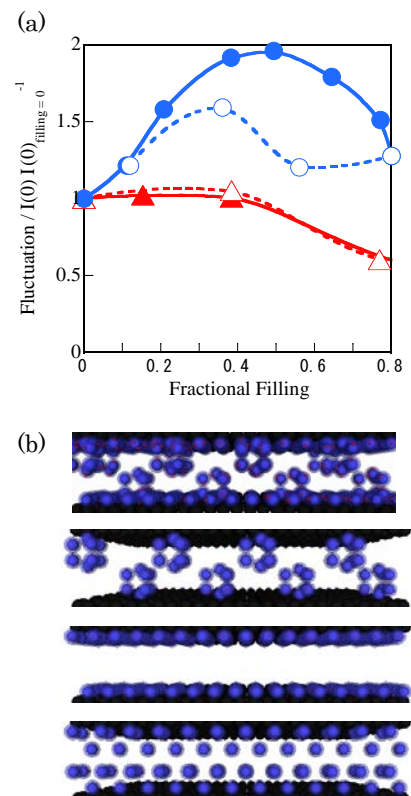 (a)
2
1.5
1
0.5
0
Fluctuation / I(0) I(0)filling = 0 -1
0 0.2 0.4 0.6 0.8
Fractional Filling
(b)